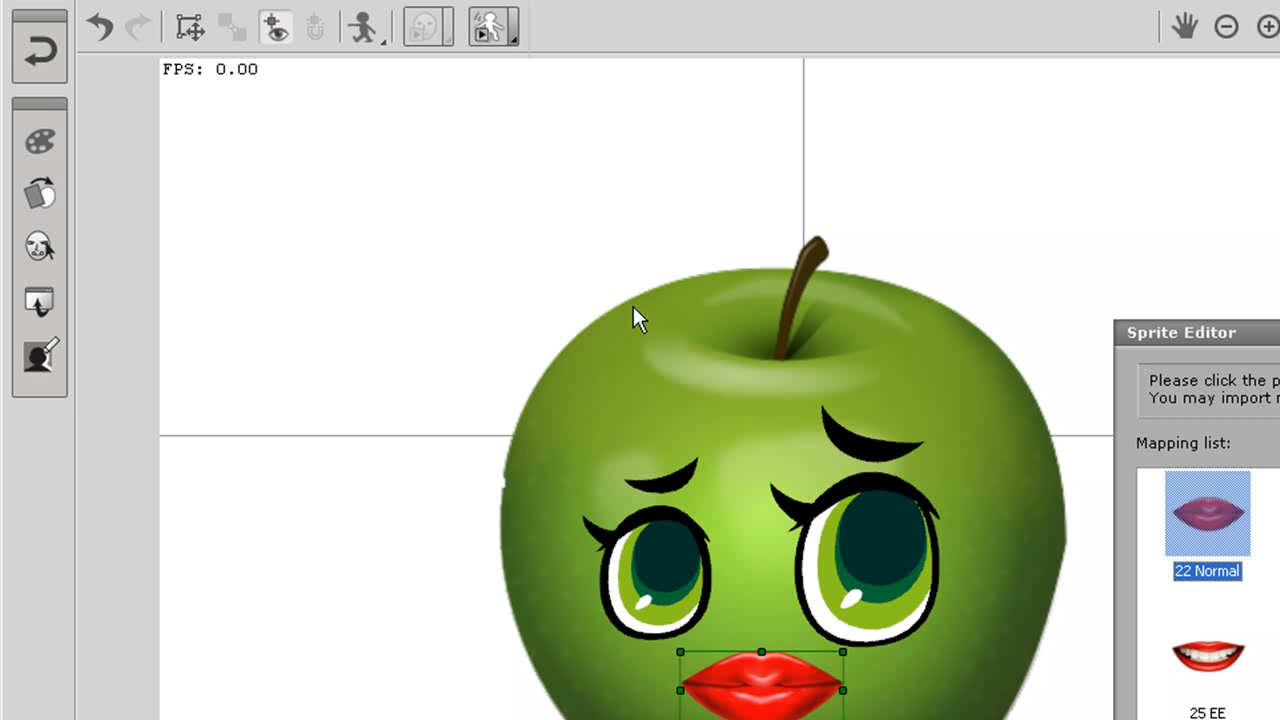 FPS: 0.00
Sprite Editor
Please click the p
You may import
Mapping list:
22 Normal
25 EE